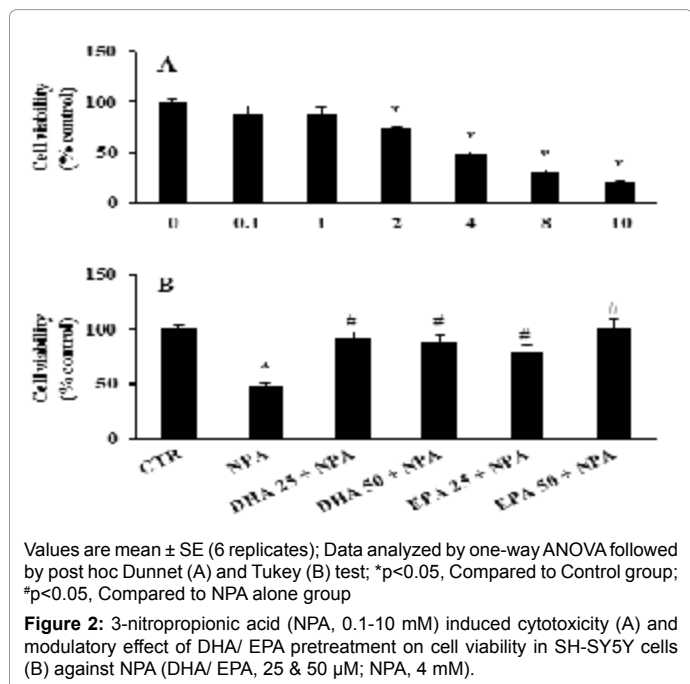 150
A
100
50
0
Cell viability
(% control)
* * * *
0 0.1 1 2 4 8 10
150
B
100
50
0
Cell viability
(% control)
* # # # #
CTR
NPA
DHA 25 + NPA
DHA 50 + NPA
EPA 25 + NPA
EPA 50 + NPA
Values are mean ± SE (6 replicates); Data analyzed by one-way ANOVA followed
by post hoc Dunnet (A) and Tukey (B) test; *p<0.05, Compared to Control group;
#p<0.05, Compared to NPA alone group
Figure 2: 3-nitropropionic acid (NPA, 0.1-10 mM) induced cytotoxicity (A) and
modulatory effect of DHA/ EPA pretreatment on cell viability in SH-SY5Y cells
(B) against NPA (DHA/ EPA, 25 & 50 µM; NPA, 4 mM).